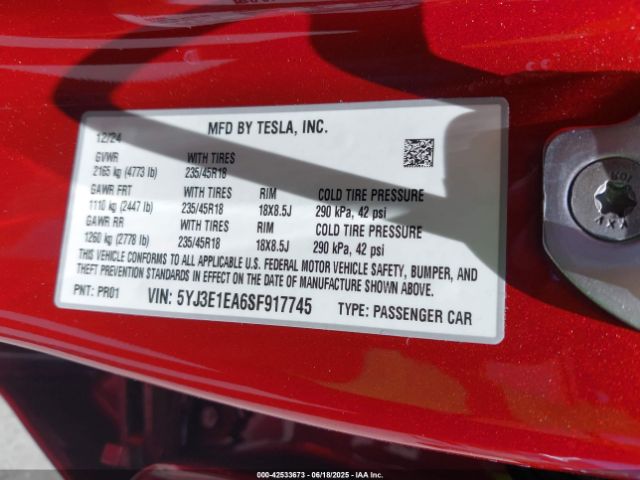 12/24 MFD BY TESLA, INC.
GVWR WITH TIRES
2165 kg (4773 lb) 235/45R18
GAWR FRT WITH TIRES RIM COLD TIRE PRESSURE
1110 kg (2447 lb) 235/45R18 18X8.5J 290 kPa, 42 psi
GAWR RR WITH TIRES RIM COLD TIRE PRESSURE
1260 kg (2778 lb) 235/45R18 18X8.5J 290 kPa, 42 psi
THIS VEHICLE CONFORMS TO ALL APPLICABLE U.S. FEDERAL MOTOR VEHICLE SAFETY, BUMPER, AND
THEFT PREVENTION STANDARDS IN EFFECT ON THE DATE OF MANUFACTURE SHOWN ABOVE.
PNT: PR01 VIN: 5YJ3E1EA6SF917745 TYPE: PASSENGER CAR
YXT
00-42533673 | 06/18/2025 | IAAI.com